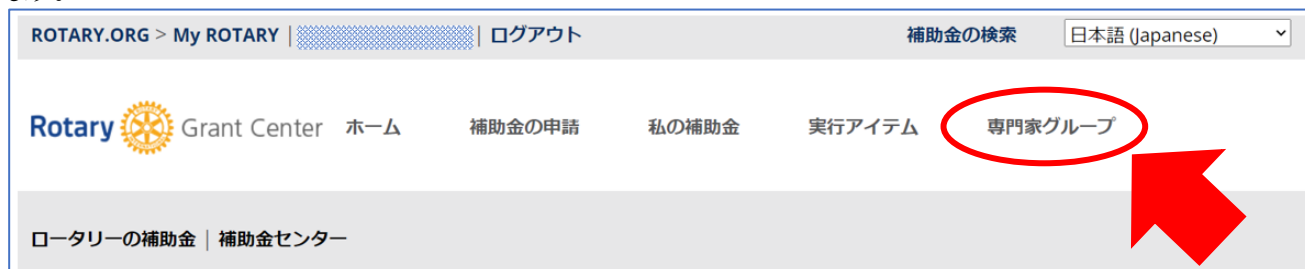 ROTARY.ORG > My ROTARY | | ログアウト 補助金の検索 日本語 (Japanese)
Rotary Grant Center ホーム 補助金の申請 私の補助金 実行アイテム 専門家グループ
ロータリーの補助金 | 補助金センター